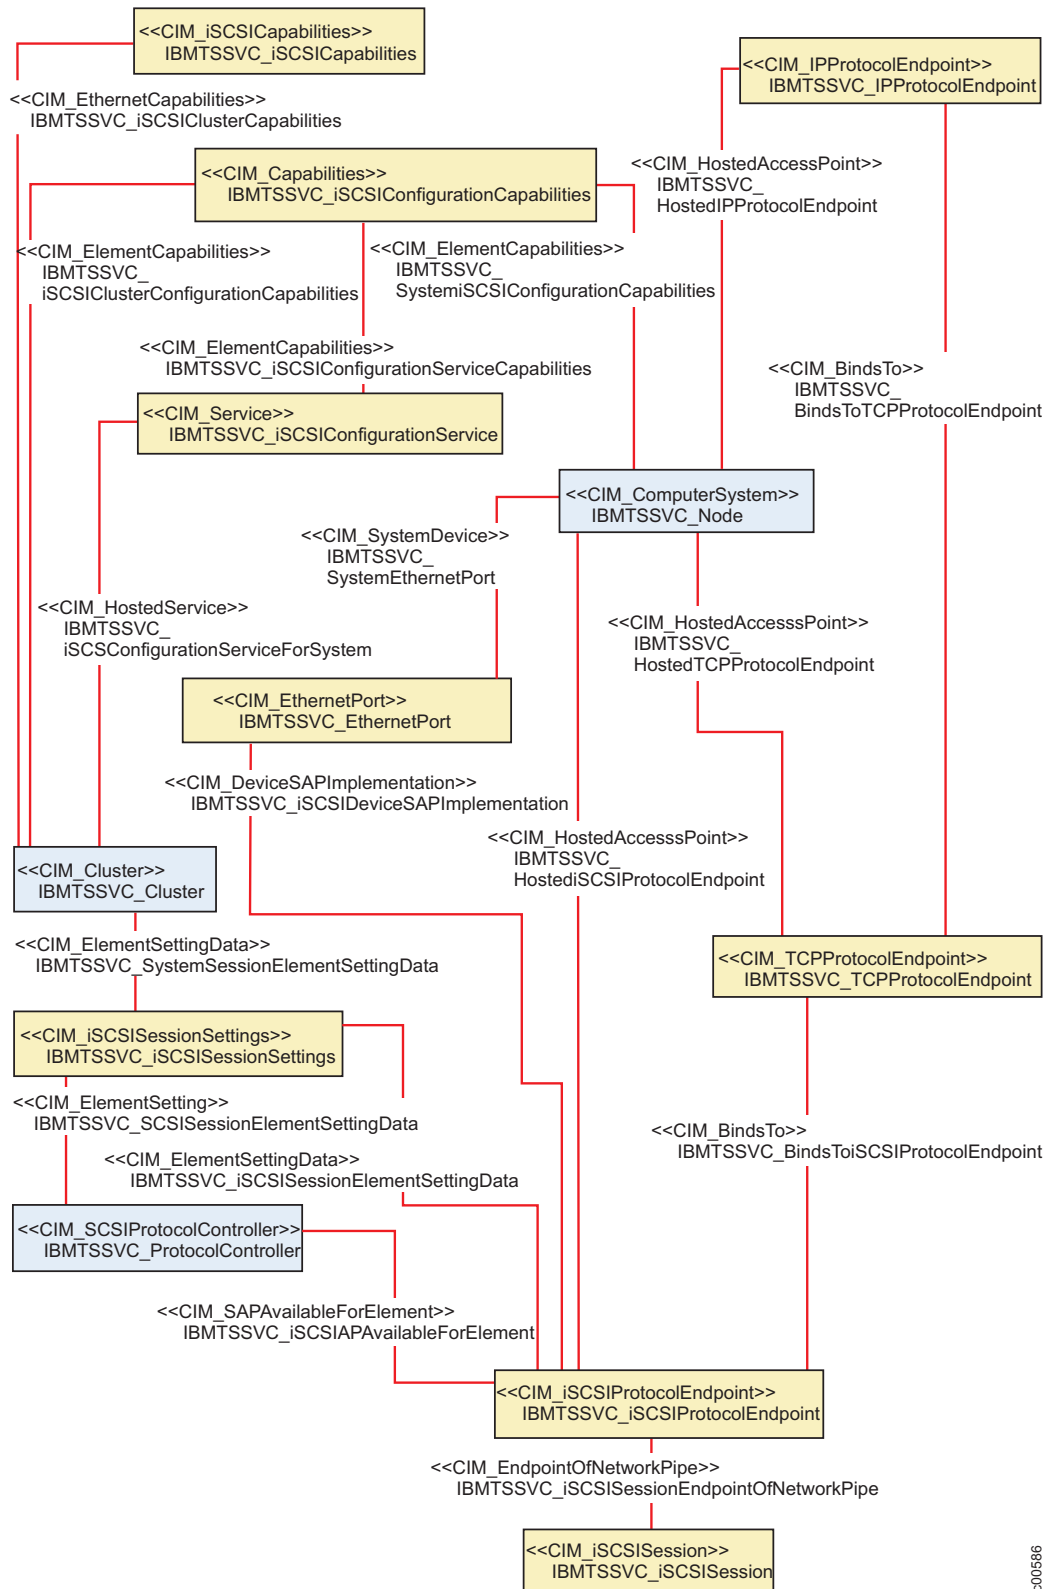 <<CIM_iSCSICapabilities>>
IBMTSSVC_iSCSICapabilities
<<CIM_IPProtocolEndpoint>>
IBMTSSVC_IPProtocolEndpoint
<<CIM_EthernetCapabilities>>
IBMTSSVC_iSCSIClusterCapabilities
<<CIM_HostedAccessPoint>>
IBMTSSVC_
HostedIPProtocolEndpoint
<<CIM_Capabilities>>
IBMTSSVC_iSCSIConfigurationCapabilities
<<CIM_ElementCapabilities>>
IBMTSSVC_
iSCSIClusterConfigurationCapabilities
<<CIM_ElementCapabilities>>
IBMTSSVC_
SystemiSCSIConfigurationCapabilities
<<CIM_ElementCapabilities>>
IBMTSSVC_iSCSIConfigurationServiceCapabilities
<<CIM_BindsTo>>
IBMTSSVC_
BindsToTCPProtocolEndpoint
<<CIM_Service>>
IBMTSSVC_iSCSIConfigurationService
<<CIM_ComputerSystem>>
IBMTSSVC_Node
<<CIM_SystemDevice>>
IBMTSSVC_
SystemEthernetPort
<<CIM_HostedService>>
IBMTSSVC_
iSCSConfigurationServiceForSystem
<<CIM_HostedAccesssPoint>>
IBMTSSVC_
HostedTCPProtocolEndpoint
<<CIM_EthernetPort>>
IBMTSSVC_EthernetPort
<<CIM_DeviceSAPImplementation>>
IBMTSSVC_iSCSIDeviceSAPImplementation
<<CIM_HostedAccesssPoint>>
IBMTSSVC_
HostediSCSIProtocolEndpoint
<<CIM_Cluster>>
IBMTSSVC_Cluster
<<CIM_ElementSettingData>>
IBMTSSVC_SystemSessionElementSettingData
<<CIM_TCPProtocolEndpoint>>
IBMTSSVC_TCPProtocolEndpoint
<<CIM_iSCSISessionSettings>>
IBMTSSVC_iSCSISessionSettings
<<CIM_ElementSetting>>
IBMTSSVC_SCSISessionElementSettingData
<<CIM_BindsTo>>
IBMTSSVC_BindsToiSCSIProtocolEndpoint
<<CIM_ElementSettingData>>
IBMTSSVC_iSCSISessionElementSettingData
<<CIM_SCSIProtocolController>>
IBMTSSVC_ProtocolController
<<CIM_SAPAvailableForElement>>
IBMTSSVC_iSCSIAPAvailableForElement
<<CIM_iSCSIProtocolEndpoint>>
IBMTSSVC_iSCSIProtocolEndpoint
<<CIM_EndpointOfNetworkPipe>>
IBMTSSVC_iSCSISessionEndpointOfNetworkPipe
<<CIM_iSCSISession>>
IBMTSSVC_iSCSISession